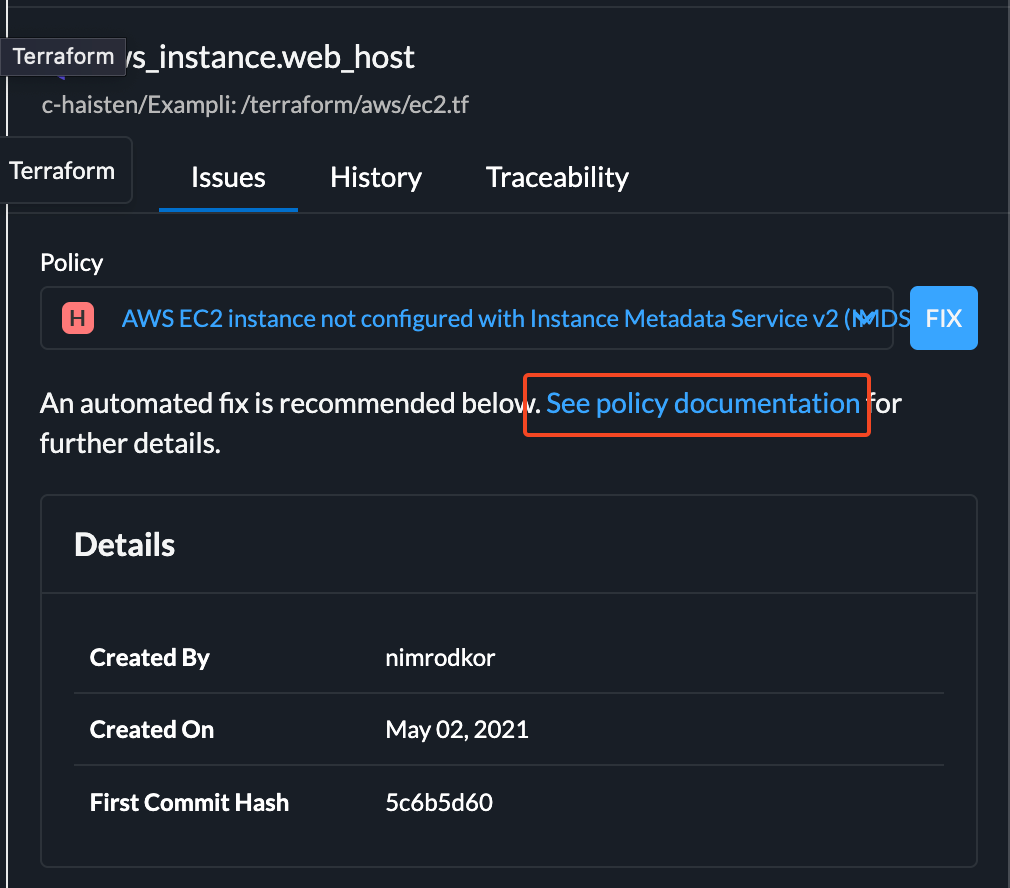 Terraform
s_instance.web_host
c-haisten/Exampli: /terraform/aws/ec2.tf
Terraform
Issues
History
Traceability
Policy
H
AWS EC2 instance not configured with Instance Metadata Service v2 (IMDS
FIX
An automated fix is recommended below. See policy documentation for
further details.
Details
Created By
nimrodkor
Created On
May 02, 2021
First Commit Hash
5c6b5d60